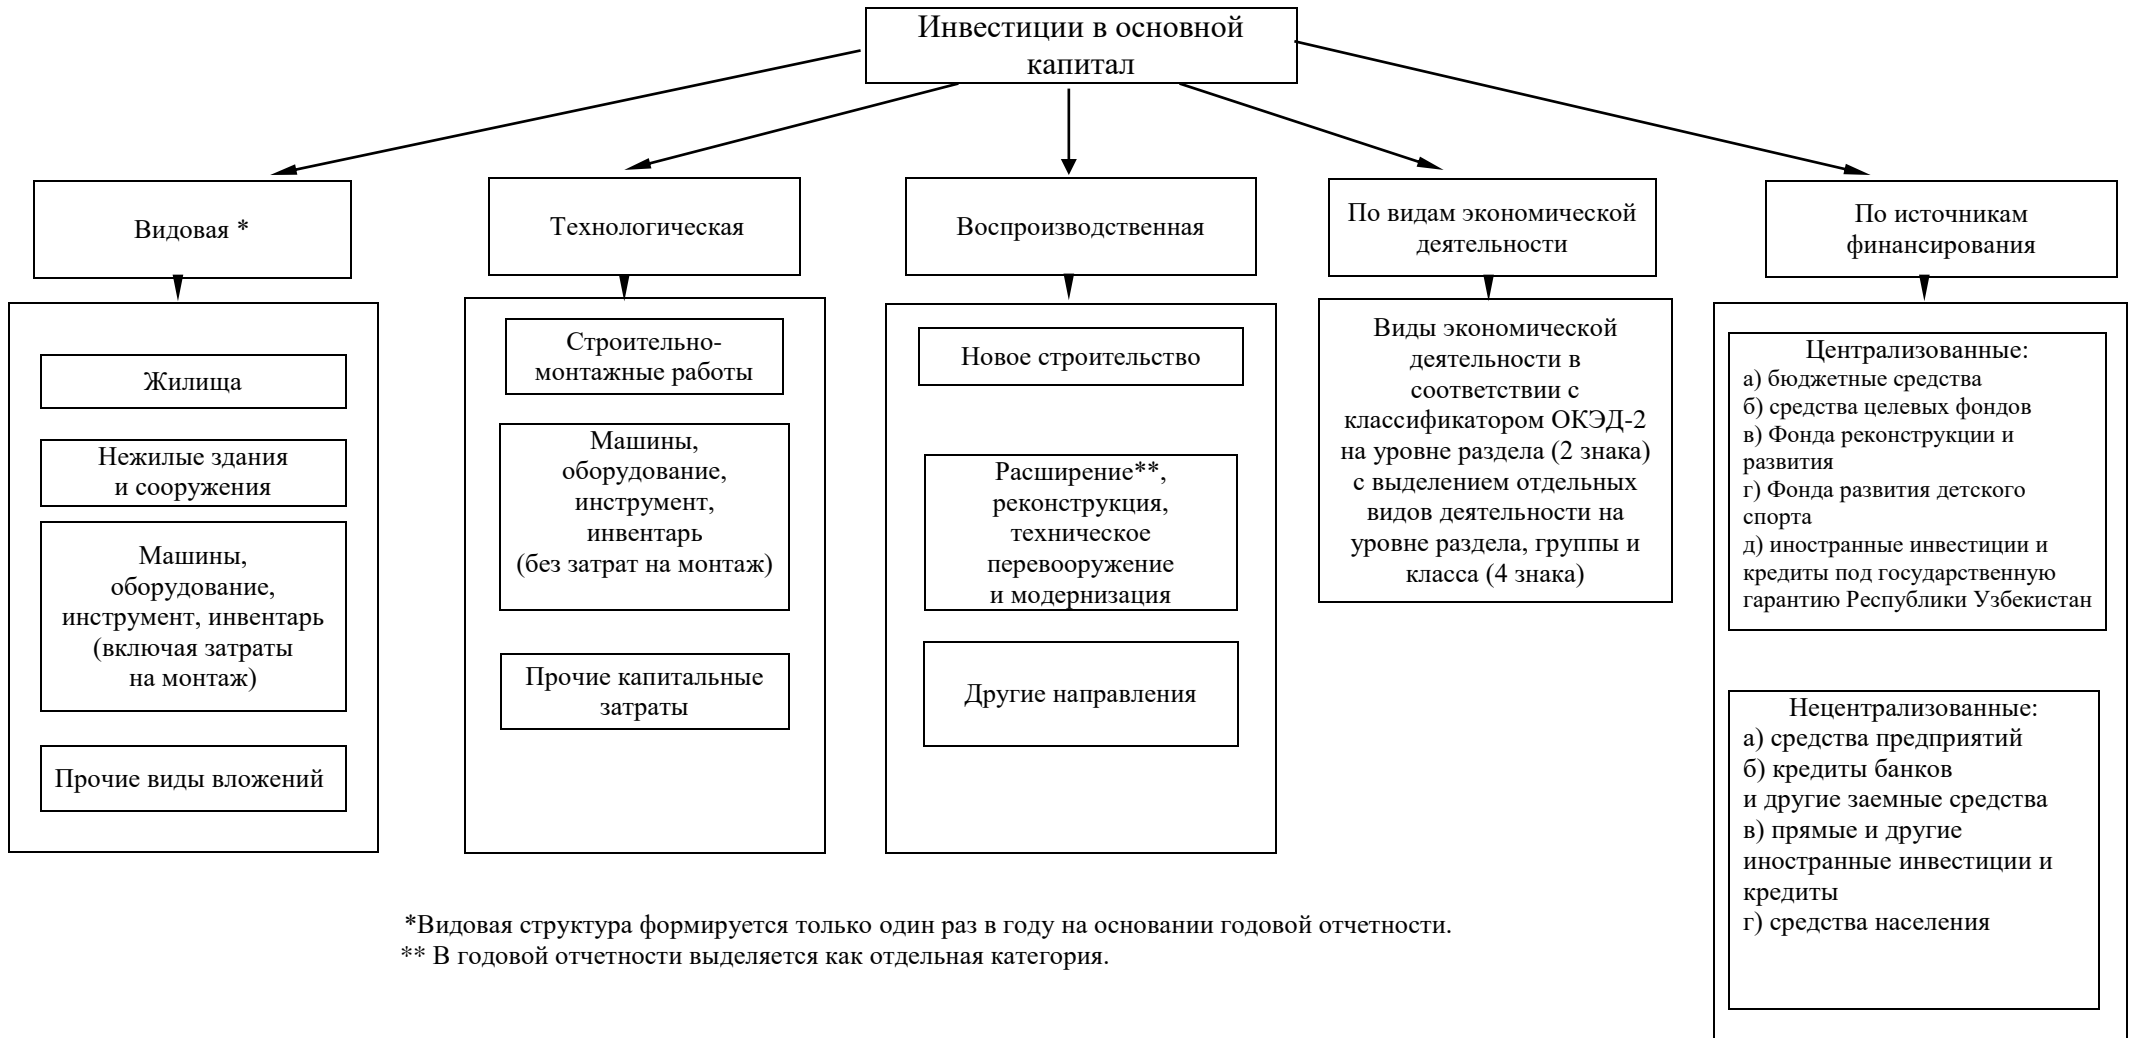 Инвестиции в основной
капитал
Видовая *
Технологическая
Воспроизводственная
По видам экономической
деятельности
По источникам
финансирования
Жилища
Нежилые здания
и сооружения
Машины,
оборудование,
инструмент, инвентарь
(включая затраты
на монтаж)
Прочие виды вложений
Строительно-
монтажные работы
Машины,
оборудование,
инструмент,
инвентарь
(без затрат на монтаж)
Прочие капитальные
затраты
Новое строительство
Расширение**,
реконструкция,
техническое
перевооружение
и модернизация
Другие направления
Виды экономической
деятельности в
соответствии с
классификатором ОКЭД-2
на уровне раздела (2 знака)
с выделением отдельных
видов деятельности на
уровне раздела, группы и
класса (4 знака)
Централизованные:
а) бюджетные средства
б) средства целевых фондов
в) Фонда реконструкции и
развития
г) Фонда развития детского
спорта
д) иностранные инвестиции и
кредиты под государственную
гарантию Республики Узбекистан
Нецентрализованные:
а) средства предприятий
б) кредиты банков
и другие заемные средства
в) прямые и другие
иностранные инвестиции и
кредиты
г) средства населения
*Видовая структура формируется только один раз в году на основании годовой отчетности.
** В годовой отчетности выделяется как отдельная категория.